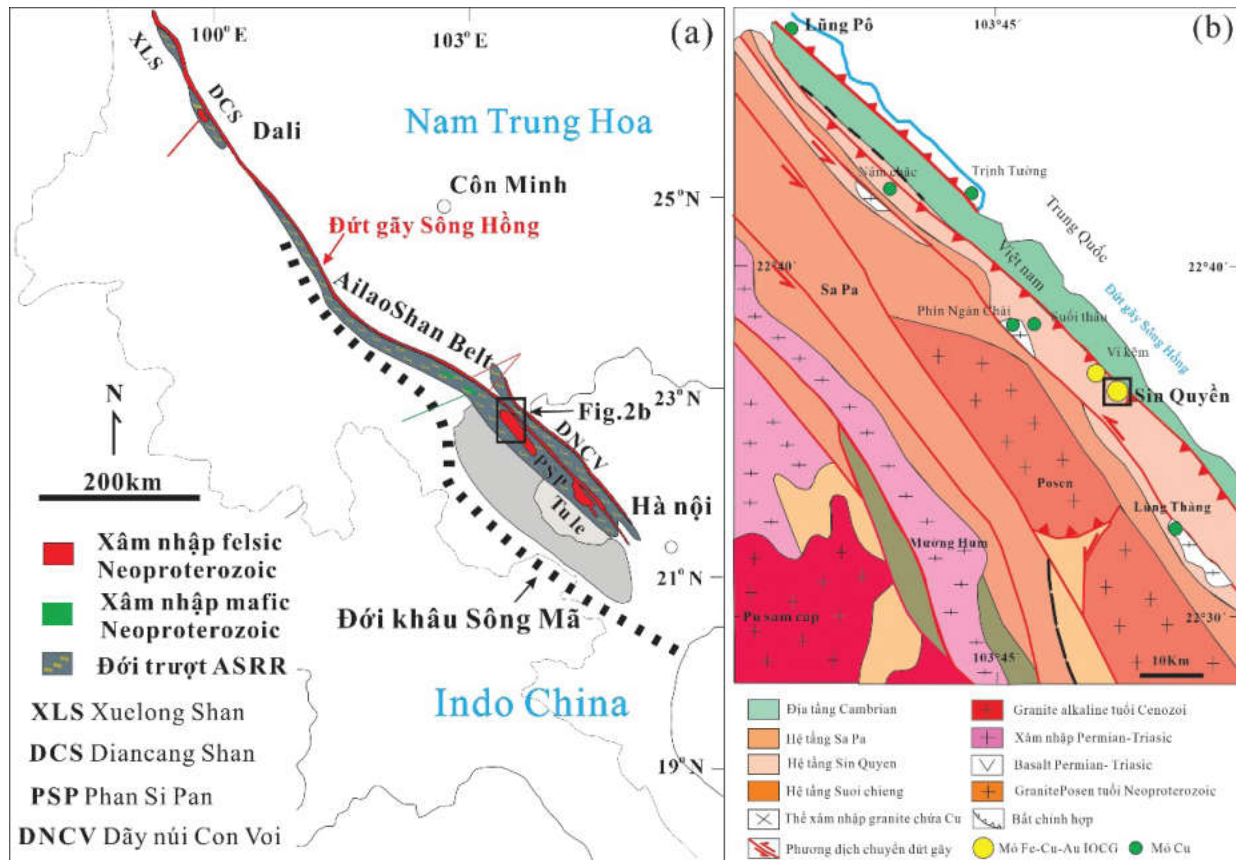 100°E
103°E
(a)
XLS
DCS
Dali
Nam Trung Hoa
Côn Minh
25°N
Đứt gãy Sông Hồng
AilaoShan Belt
N
200km
23°N
Fig.2b
DNCV
PSP
Tu le
Hà nội
21°N
Đới khâu Sông Mã
Indo China
19°N
Xâm nhập felsic
Neoproterozoic
Xâm nhập mafic
Neoproterozoic
Đới trượt ASRR
XLS Xuelong Shan
DCS Diancang Shan
PSP Phan Si Pan
DNCV Dãy núi Con Voi
103°45'
(b)
Lũng Pô
Nậm chắc
Trịnh Tường
Trung Quốc
Việt nam
22°40'
22°40'
Sa Pa
Đứt gãy Sông Hồng
Phìn Ngàn Chải
Suối thầu
Vi kẽm
Sin Quyền
Posen
Lùng Thàng
Mường Hum
Pu sam cap
22°30'
103°45'
10Km
Địa tầng Cambrian
Hệ tầng Sa Pa
Hệ tầng Sin Quyen
Hệ tầng Suoi chieng
Thể xâm nhập granite chứa Cu
Phương dịch chuyển đứt gãy
Granite alkaline tuổi Cenozoi
Xâm nhập Permian-Triasic
Basalt Permian- Triasic
GranitePosen tuổi Neoproterozoic
Bất chỉnh hợp
Mỏ Fe-Cu-Au IOCG
Mỏ Cu